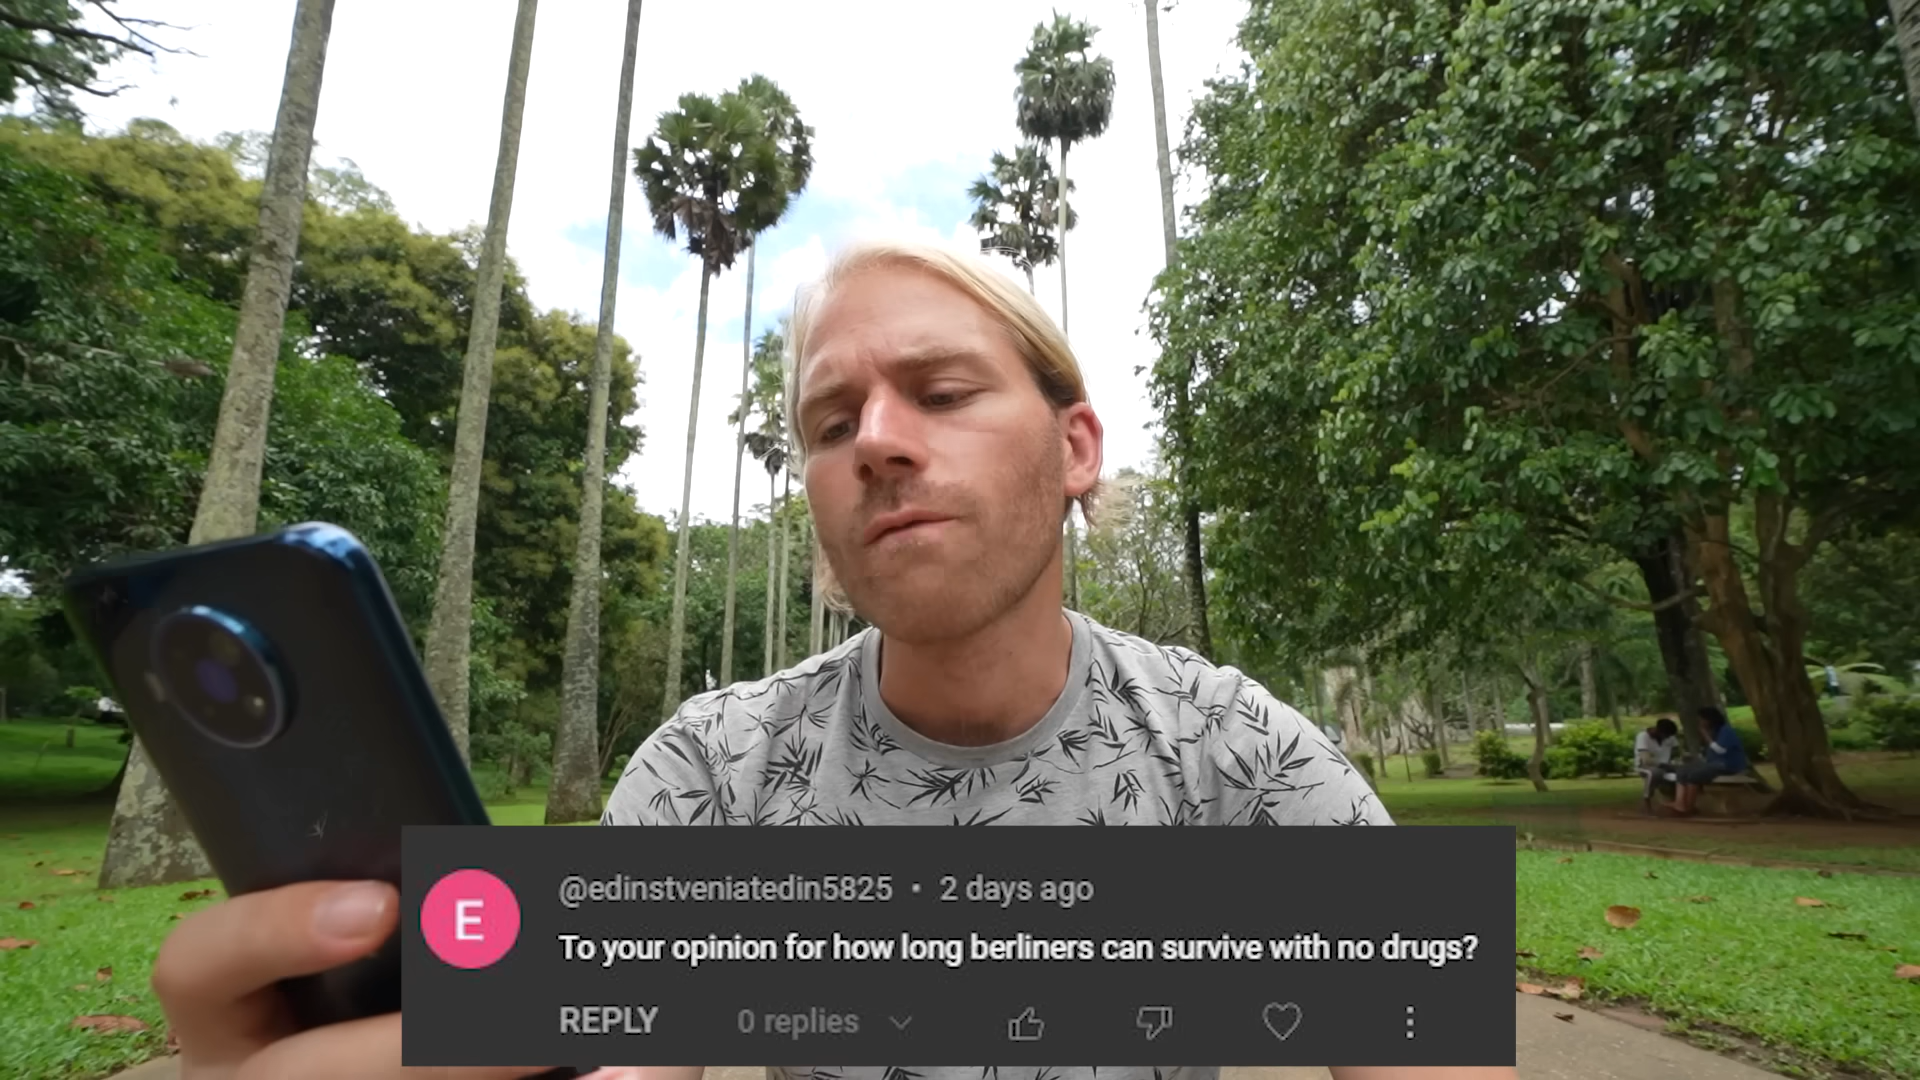 E
@edinstveniatedin5825 • 2 days ago
To your opinion for how long berliners can survive with no drugs?
REPLY 0 replies